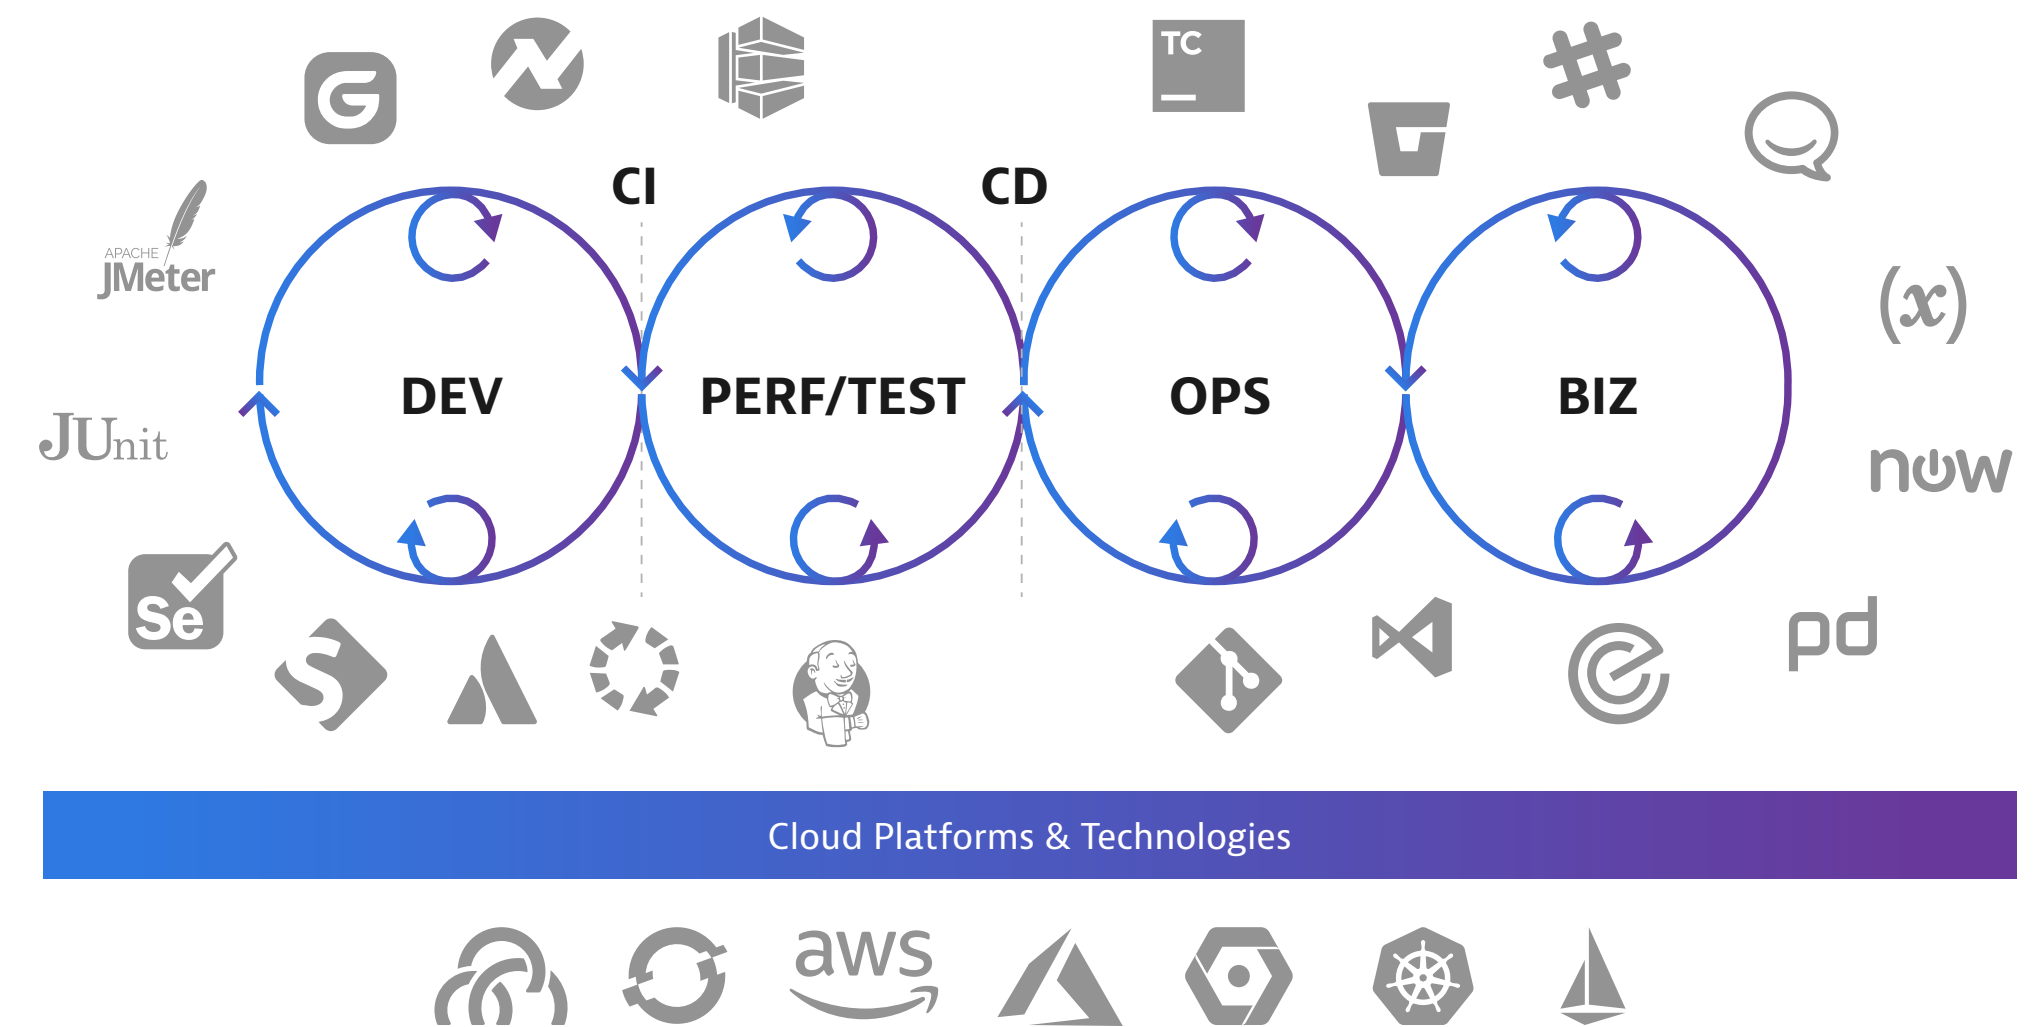 TC
CI
CD
APACHE
JMeter
(x)
DEV
PERF/TEST
OPS
BIZ
JUnit
now
Se
pd
Cloud Platforms & Technologies
aws